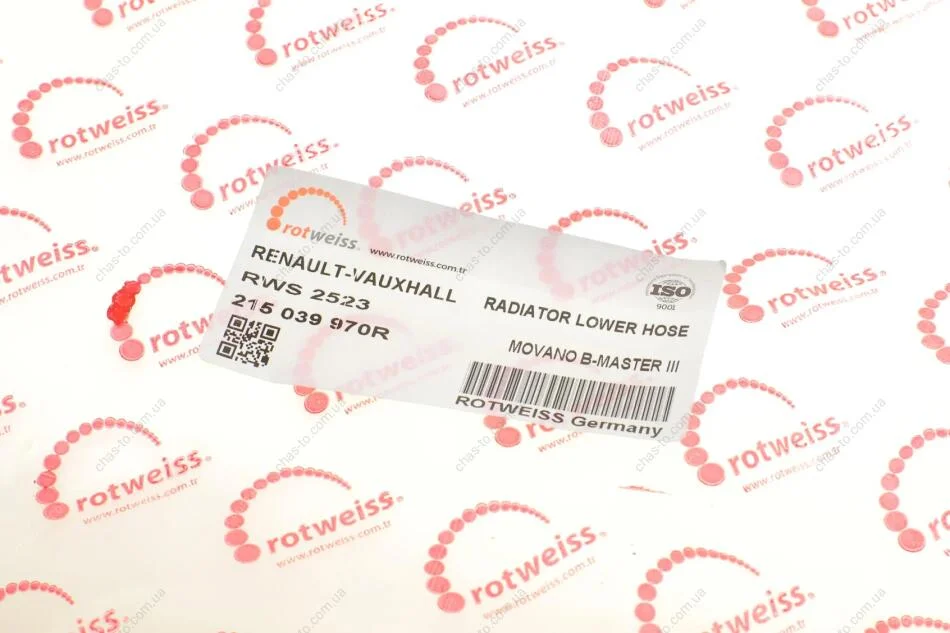 rotweiss.
www.rotweiss.com.tr
RENAULT-VAUXHALL
RWS 2523
215 039 970R
ISO
9001
RADIATOR LOWER HOSE
MOVANO B-MASTER III
ROTWEISS Germany
rotweiss®
www.rotweiss.com.tr
chas-to.com.ua